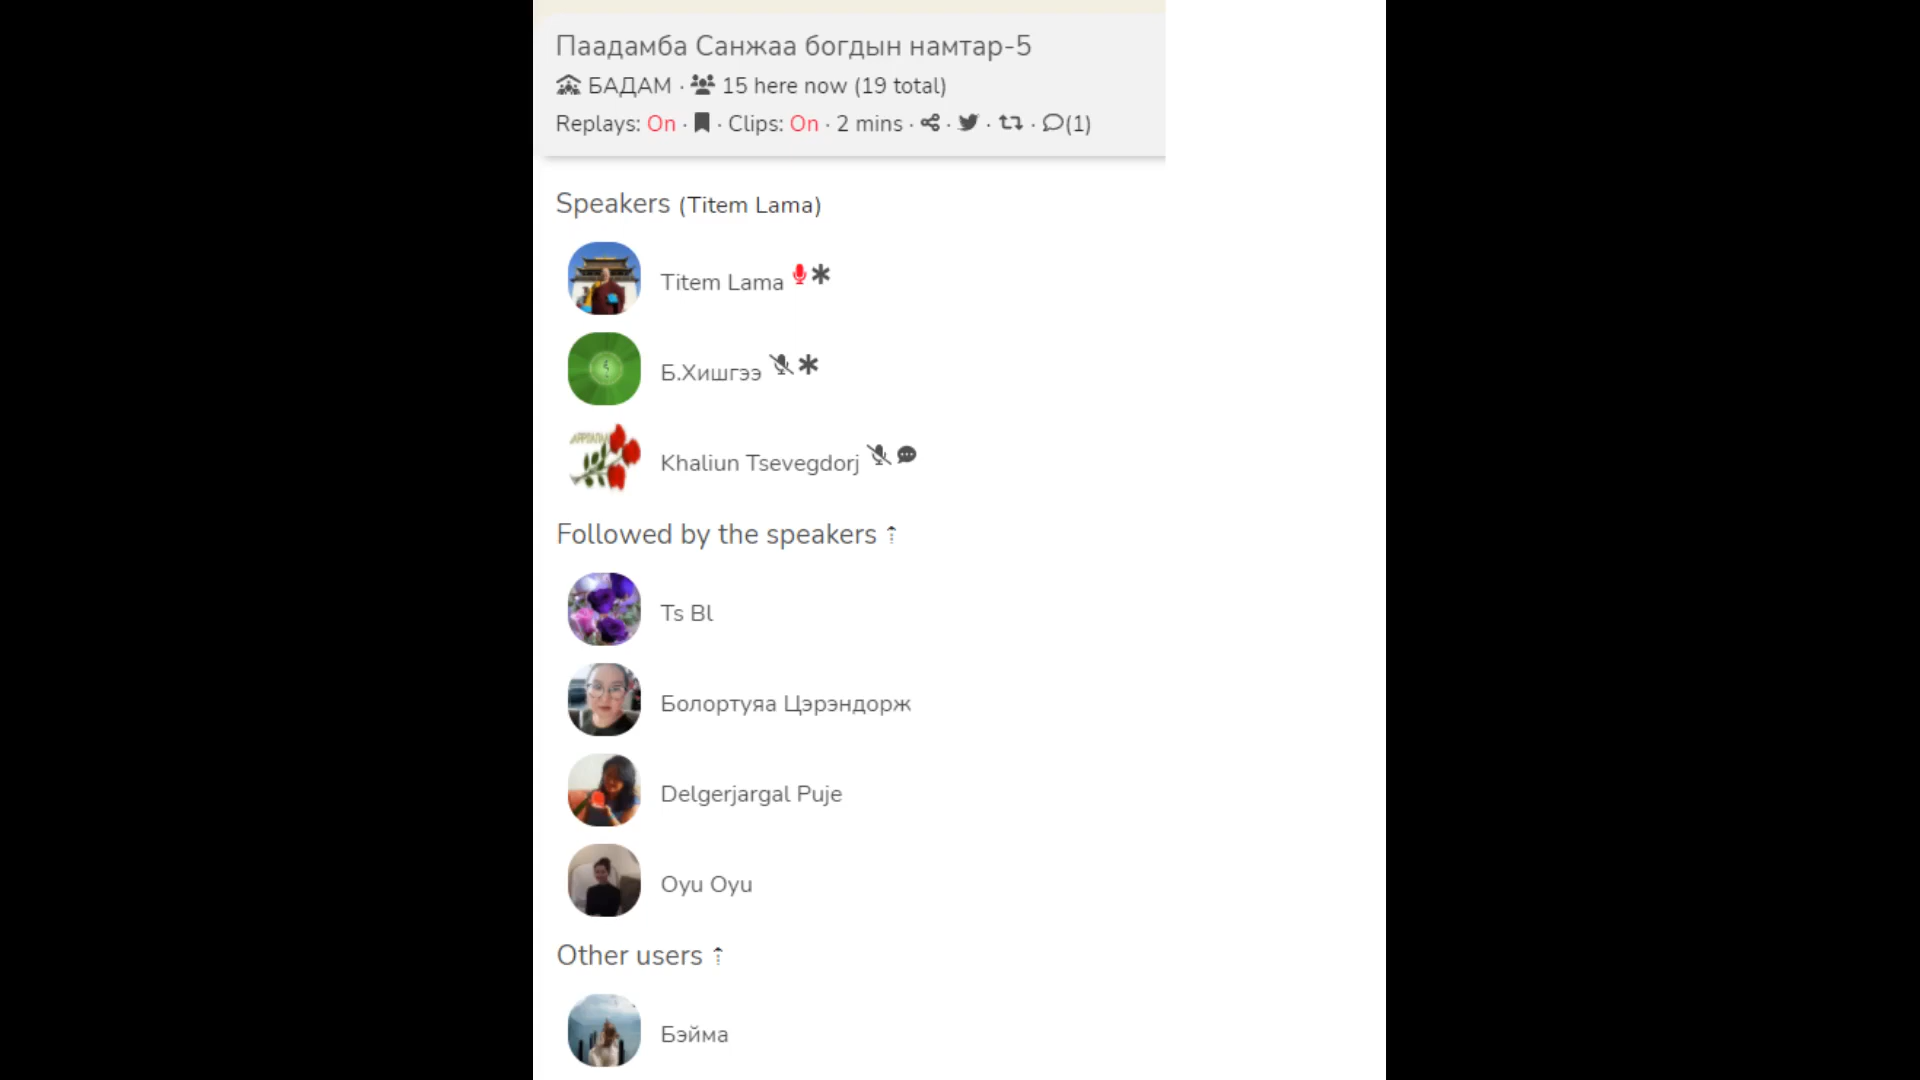 Паадамба Санжаа богдын намтар-5
БАДАМ · 15 here now (19 total)
Replays: On · · Clips: On · 2 mins · · · · (1)
Speakers (Titem Lama)
Titem Lama
Б.Хишгээ
Khaliun Tsevegdorj
Followed by the speakers
Ts Bl
Болортуяа Цэрэндорж
Delgerjargal Puje
Oyu Oyu
Other users
Бэйма